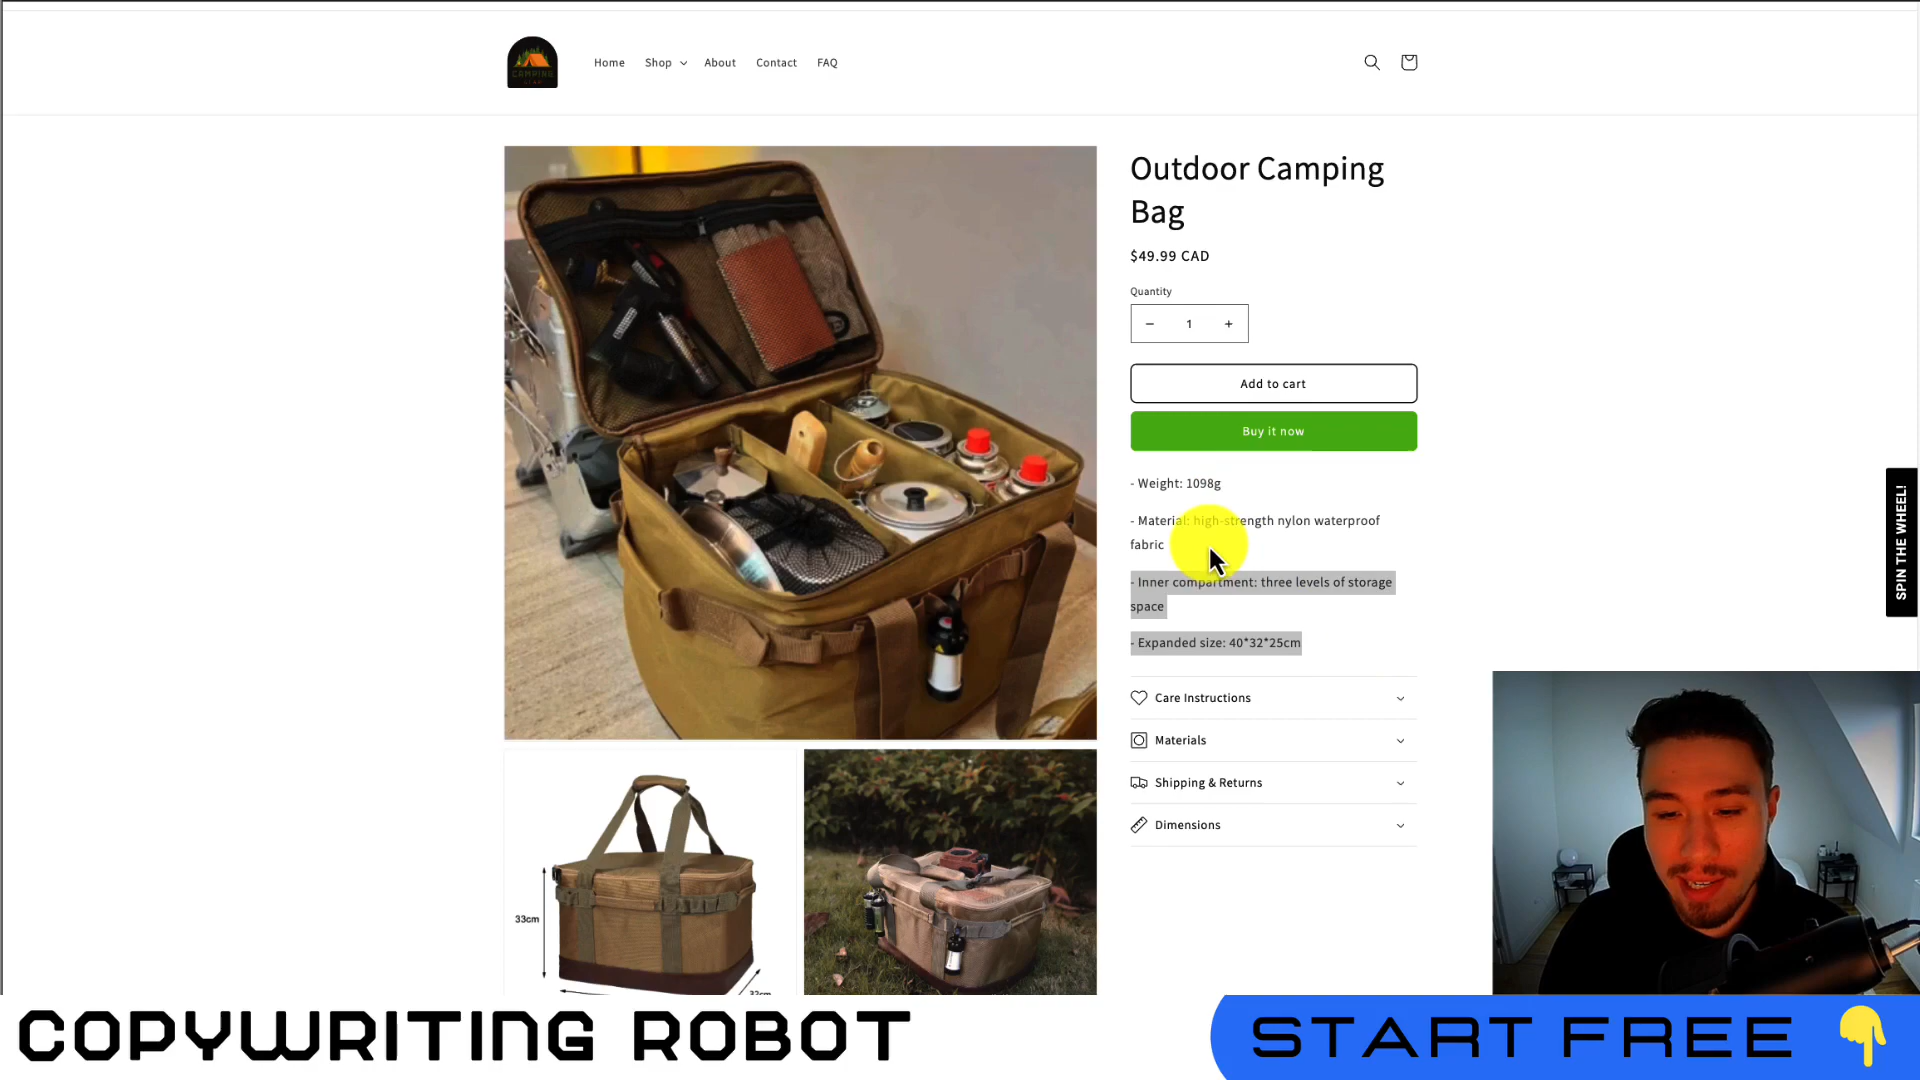 CAMPING
Home
Shop
About
Contact
FAQ
Outdoor Camping
Bag
$49.99 CAD
Quantity
− 1 +
Add to cart
Buy it now
- Weight: 1098g
- Material: high-strength nylon waterproof
fabric
- Inner compartment: three levels of storage
space
- Expanded size: 40*32*25cm
Care Instructions
Materials
Shipping & Returns
Dimensions
33cm
32cm
SPIN THE WHEEL!
COPYWRITING ROBOT
START FREE